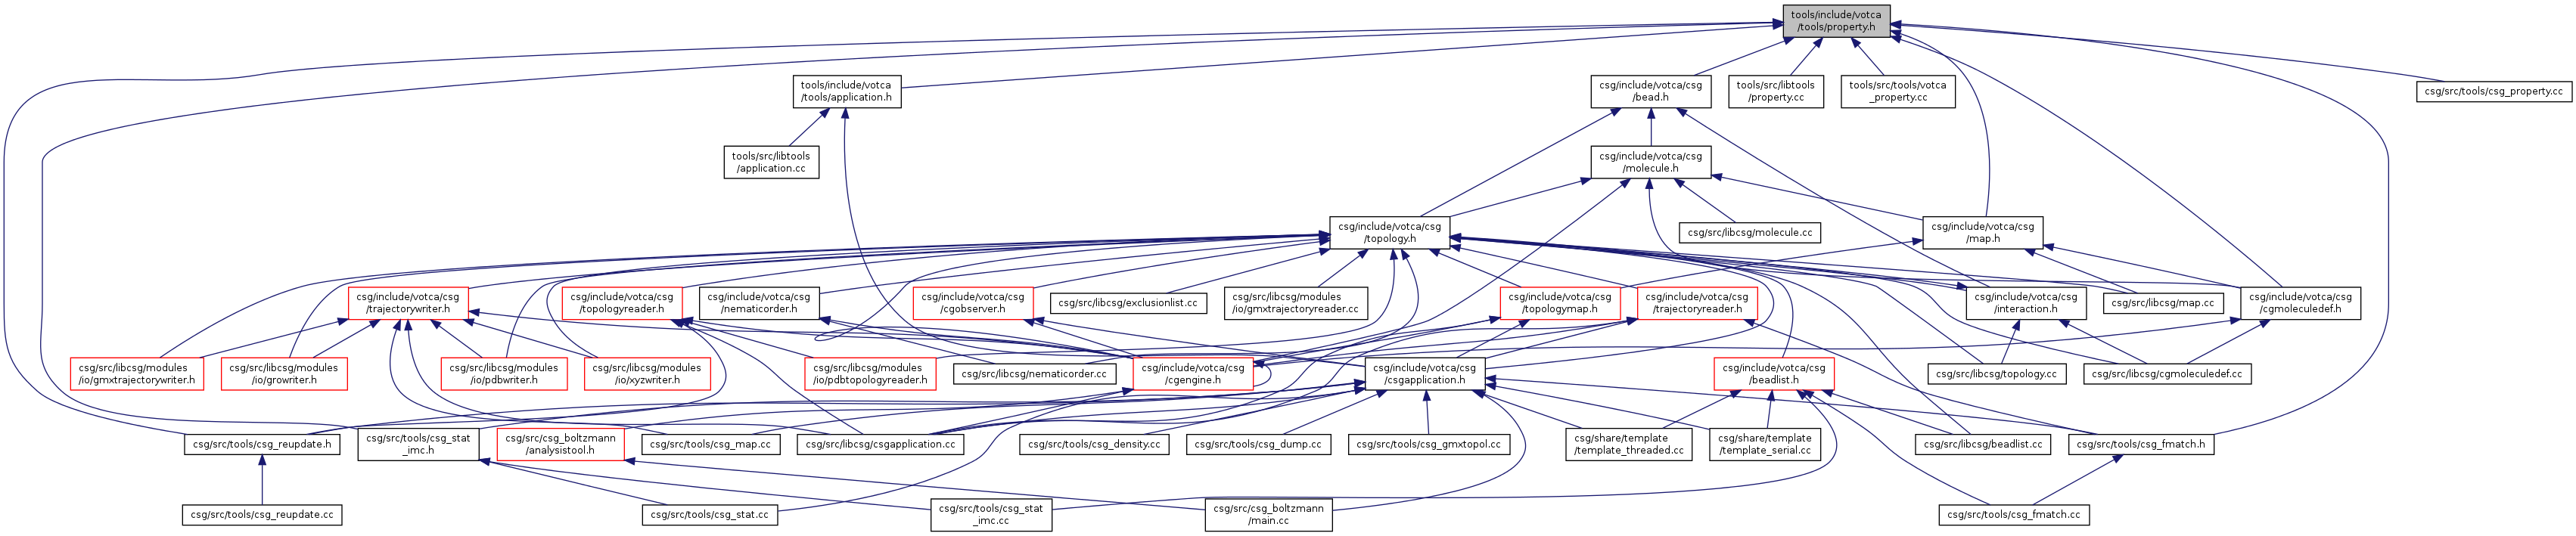 tools/include/votca
/tools/property.h
tools/include/votca
/tools/application.h
csg/include/votca/csg
/bead.h
tools/src/libtools
/property.cc
tools/src/tools/votca
_property.cc
csg/src/tools/csg_property.cc
tools/src/libtools
/application.cc
csg/include/votca/csg
/molecule.h
csg/include/votca/csg
/topology.h
csg/src/libcsg/molecule.cc
csg/include/votca/csg
/map.h
csg/include/votca/csg
/trajectorywriter.h
csg/include/votca/csg
/topologyreader.h
csg/include/votca/csg
/nematicorder.h
csg/include/votca/csg
/cgobserver.h
csg/src/libcsg/exclusionlist.cc
csg/src/libcsg/modules
/io/gmxtrajectoryreader.cc
csg/include/votca/csg
/topologymap.h
csg/include/votca/csg
/trajectoryreader.h
csg/include/votca/csg
/interaction.h
csg/src/libcsg/map.cc
csg/include/votca/csg
/cgmoleculedef.h
csg/src/libcsg/modules
/io/gmxtrajectorywriter.h
csg/src/libcsg/modules
/io/growriter.h
csg/src/libcsg/modules
/io/pdbwriter.h
csg/src/libcsg/modules
/io/xyzwriter.h
csg/src/libcsg/modules
/io/pdbtopologyreader.h
csg/src/libcsg/nematicorder.cc
csg/include/votca/csg
/cgengine.h
csg/include/votca/csg
/csgapplication.h
csg/include/votca/csg
/beadlist.h
csg/src/libcsg/topology.cc
csg/src/libcsg/cgmoleculedef.cc
csg/src/tools/csg_reupdate.h
csg/src/tools/csg_stat
_imc.h
csg/src/csg_boltzmann
/analysistool.h
csg/src/tools/csg_map.cc
csg/src/libcsg/csgapplication.cc
csg/src/tools/csg_density.cc
csg/src/tools/csg_dump.cc
csg/src/tools/csg_gmxtopol.cc
csg/share/template
/template_threaded.cc
csg/share/template
/template_serial.cc
csg/src/libcsg/beadlist.cc
csg/src/tools/csg_fmatch.h
csg/src/tools/csg_reupdate.cc
csg/src/tools/csg_stat.cc
csg/src/tools/csg_stat
_imc.cc
csg/src/csg_boltzmann
/main.cc
csg/src/tools/csg_fmatch.cc